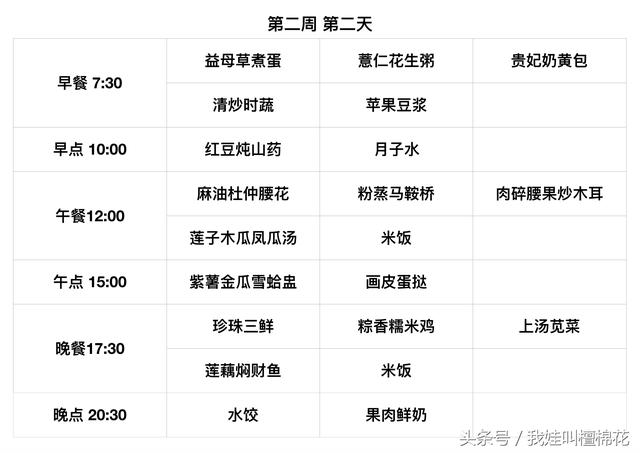 第二周 第二天
早餐 7:30 益母草煮蛋 薏仁花生粥 贵妃奶黄包
清炒时蔬 苹果豆浆
早点 10:00 红豆炖山药 月子水
午餐12:00 麻油杜仲腰花 粉蒸马鞍桥 肉碎腰果炒木耳
莲子木瓜凤爪汤 米饭
午点 15:00 紫薯金瓜雪蛤盅 画皮蛋挞
晚餐17:30 珍珠三鲜 粽香糯米鸡 上汤苋菜
莲藕焖财鱼 米饭
晚点 20:30 水饺 果肉鲜奶
头条号 / 我娃叫檀棉花